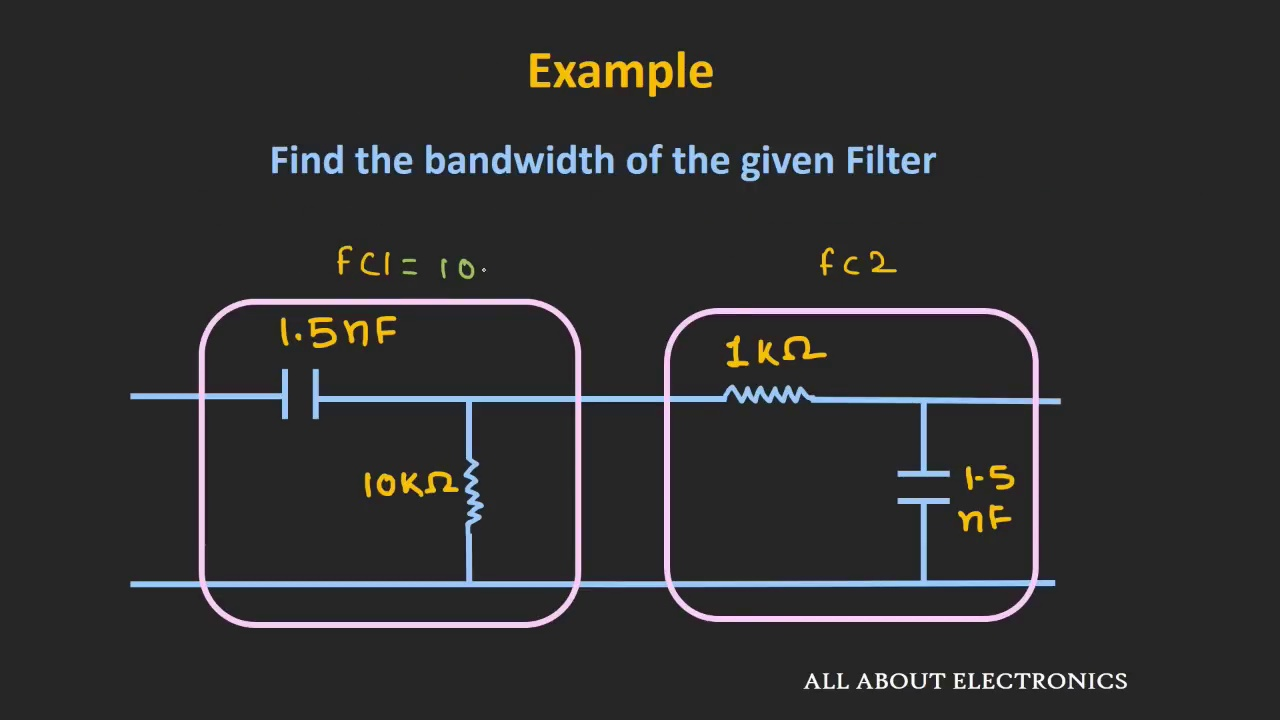 Example
Find the bandwidth of the given Filter
fC1 = 10.
fc2
1.5nF
1KΩ
10KΩ
1.5
nF
ALL ABOUT ELECTRONICS